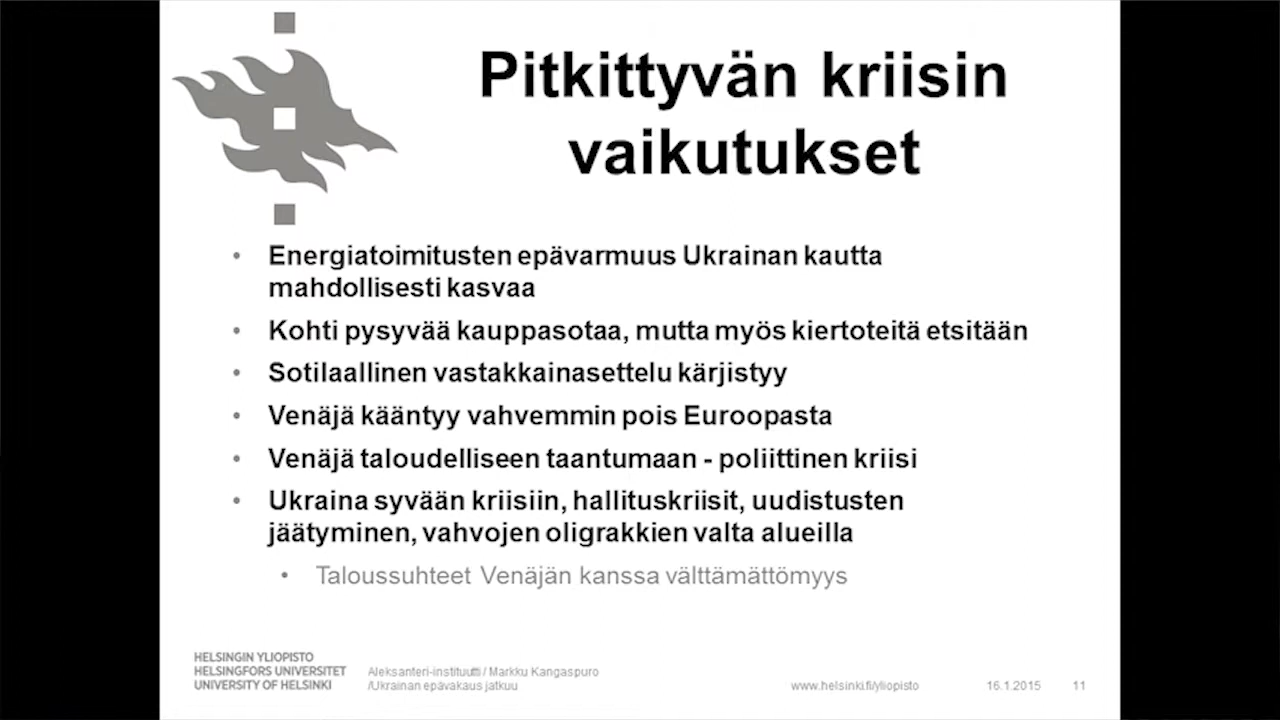 Pitkittyvän kriisin
vaikutukset
• Energiatoimitusten epävarmuus Ukrainan kautta
mahdollisesti kasvaa
• Kohti pysyvää kauppasotaa, mutta myös kiertoteitä etsitään
• Sotilaallinen vastakkainasettelu kärjistyy
• Venäjä kääntyy vahvemmin pois Euroopasta
• Venäjä taloudelliseen taantumaan - poliittinen kriisi
• Ukraina syvään kriisiin, hallituskriisit, uudistusten
jäätyminen, vahvojen oligrakkien valta alueilla
• Taloussuhteet Venäjän kanssa välttämättömyys
HELSINGIN YLIOPISTO
HELSINGFORS UNIVERSITET
UNIVERSITY OF HELSINKI
Aleksanteri-instituutti / Markku Kangaspuro
/Ukrainan epävakaus jatkuu
www.helsinki.fi/yliopisto
16.1.2015
11